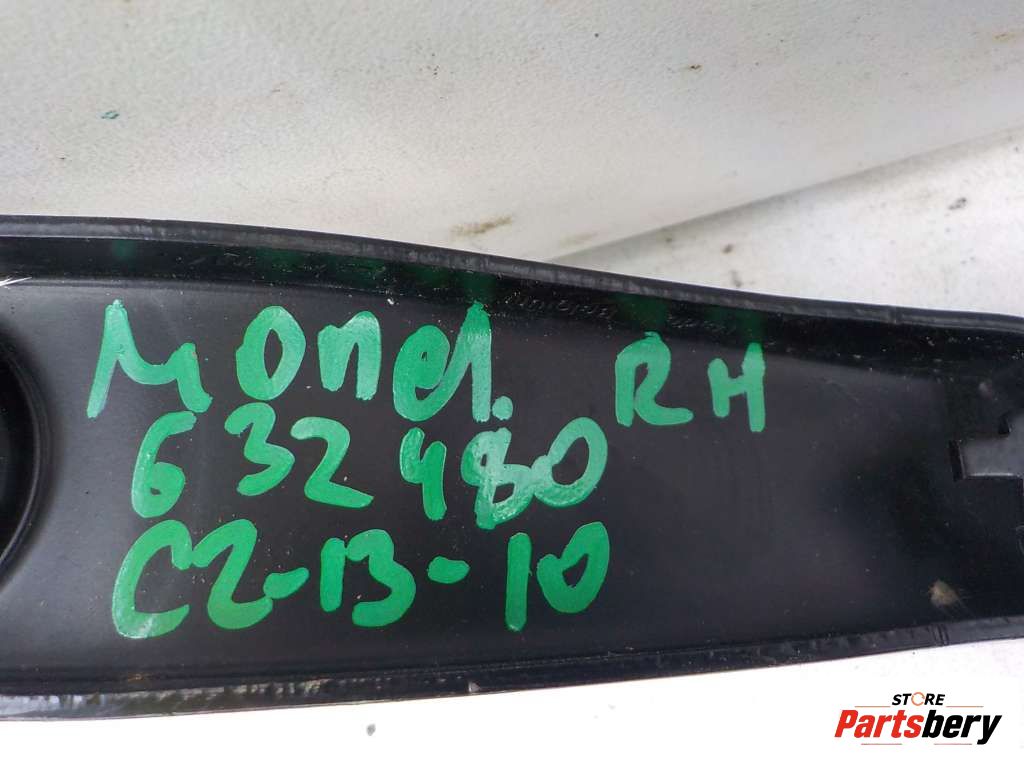 Monel. RH
632480
C2-13-10
STORE
Partsbery